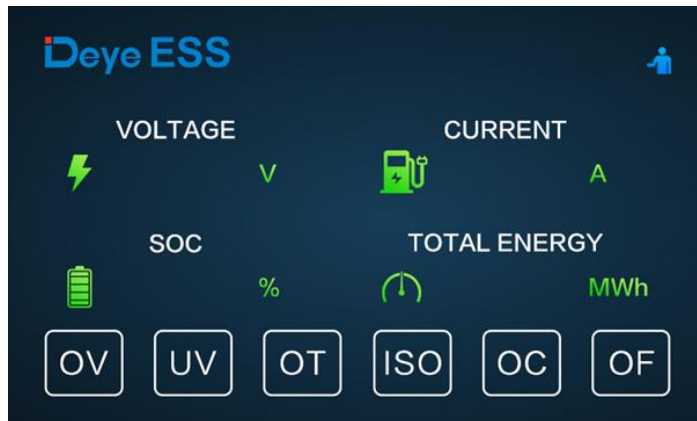 Deye ESS
VOLTAGE CURRENT
V A
SOC TOTAL ENERGY
% MWh
OV UV OT ISO OC OF